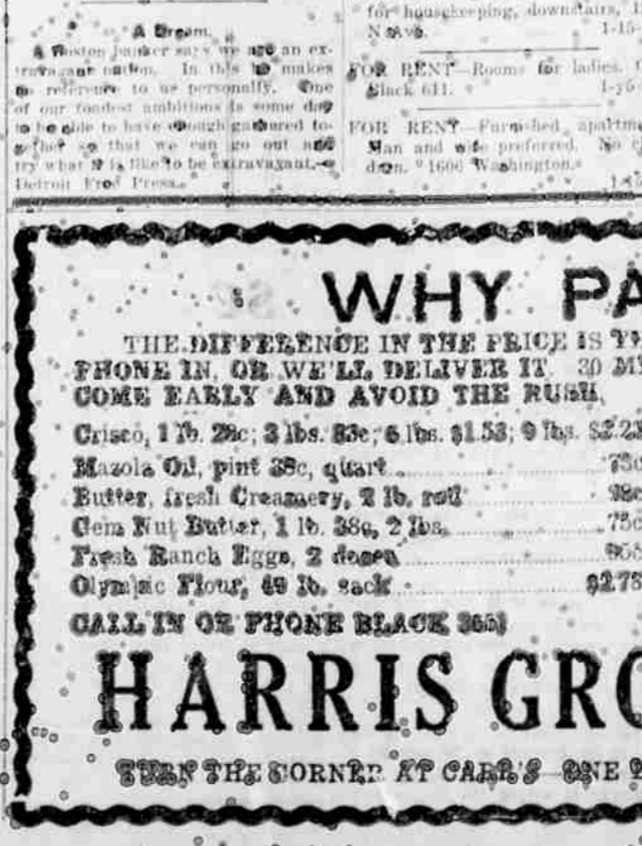 A Dream.
A Boston banker says we are an ex-
travagant nation. In this he makes
no reference to us personally. One
of our fondest ambitions is some day
to be able to have enough gathered to-
gether so that we can go out and
try what it is like to be extravagant.—
Detroit Free Press.
for housekeeping, downstairs,
N Ave. 1-15-
FOR RENT—Rooms for ladies.
Black 611.
FOR RENT—Furnished
Man and wife preferred. No
dren. 1606 Washington.
WHY PA
THE DIFFERENCE IN THE PRICE IS
PHONE IN, OR WE'LL DELIVER IT. 30
COME EARLY AND AVOID THE RUSH.
Crisco, 1 lb. 28c; 3 lbs. 83c; 6 lbs. $1.53; 9 lbs.
Mazola Oil, pint 38c, quart 75c
Butter, fresh Creamery, 2 lb. roll
Gem Nut Butter, 1 lb. 38c, 2 lbs. 75c
Fresh Ranch Eggs, 2 dozen
Olympic Flour, 49 lb. sack
CALL IN OR PHONE BLACK
HARRIS GRO
TURN THE CORNER AT CARR'S—ONE